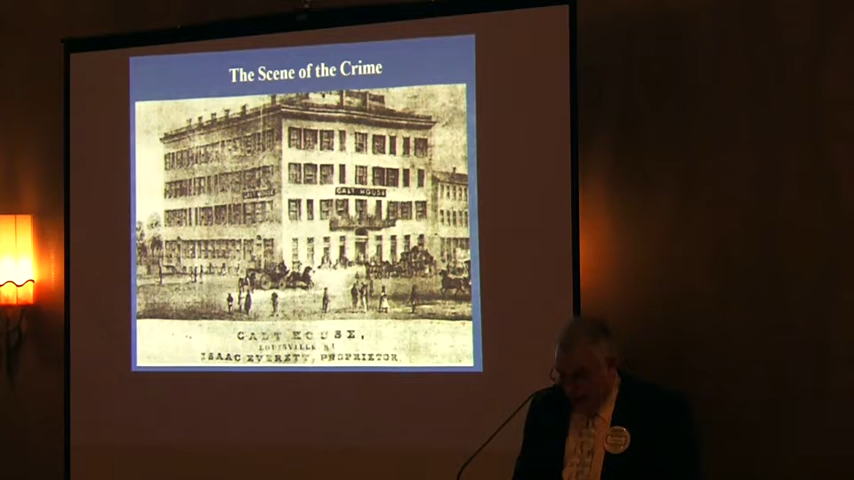 The Scene of the Crime
GALT HOUSE
GALT HOUSE,
LOUISVILLE KY
ISAAC EVERETT, PROPRIETOR